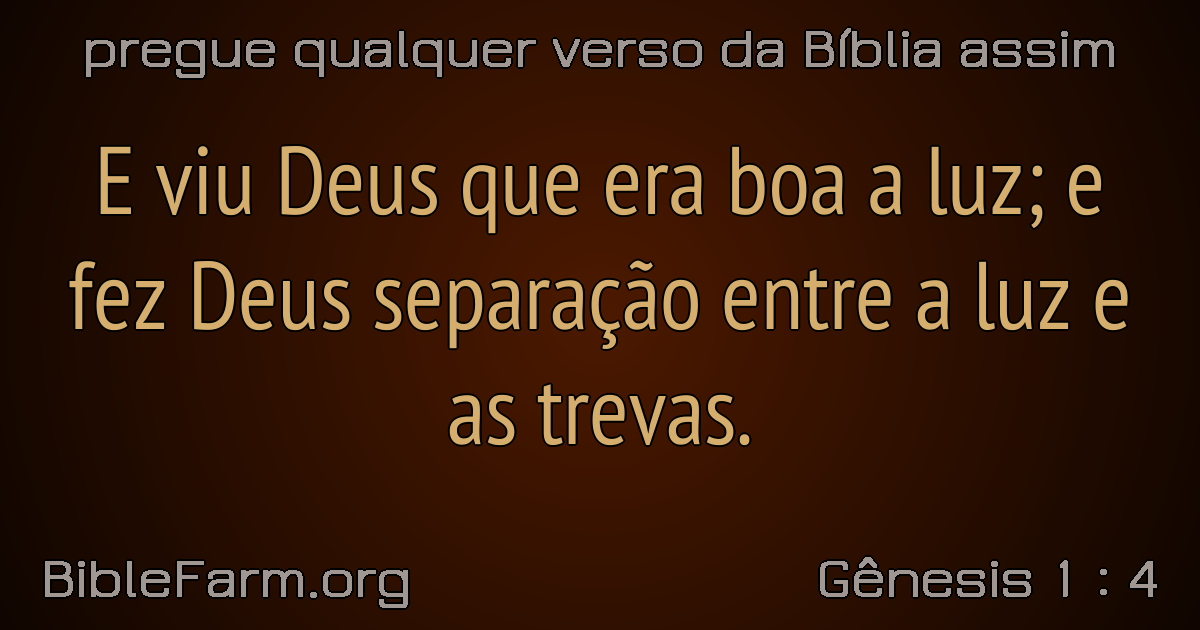 pregue qualquer verso da Bíblia assim
E viu Deus que era boa a luz; e
fez Deus separação entre a luz e
as trevas.
BibleFarm.org
Gênesis 1 : 4